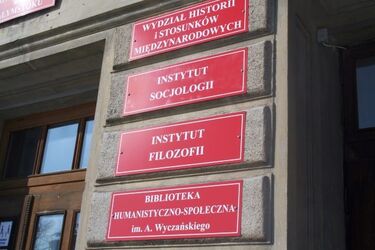 WYDZIAŁ HISTORII
i STOSUNKÓW
MIĘDZYNARODOWYCH
INSTYTUT
SOCJOLOGII
INSTYTUT
FILOZOFII
BIBLIOTEKA
HUMANISTYCZNO-SPOŁECZNA
im. A. Wyczańskiego